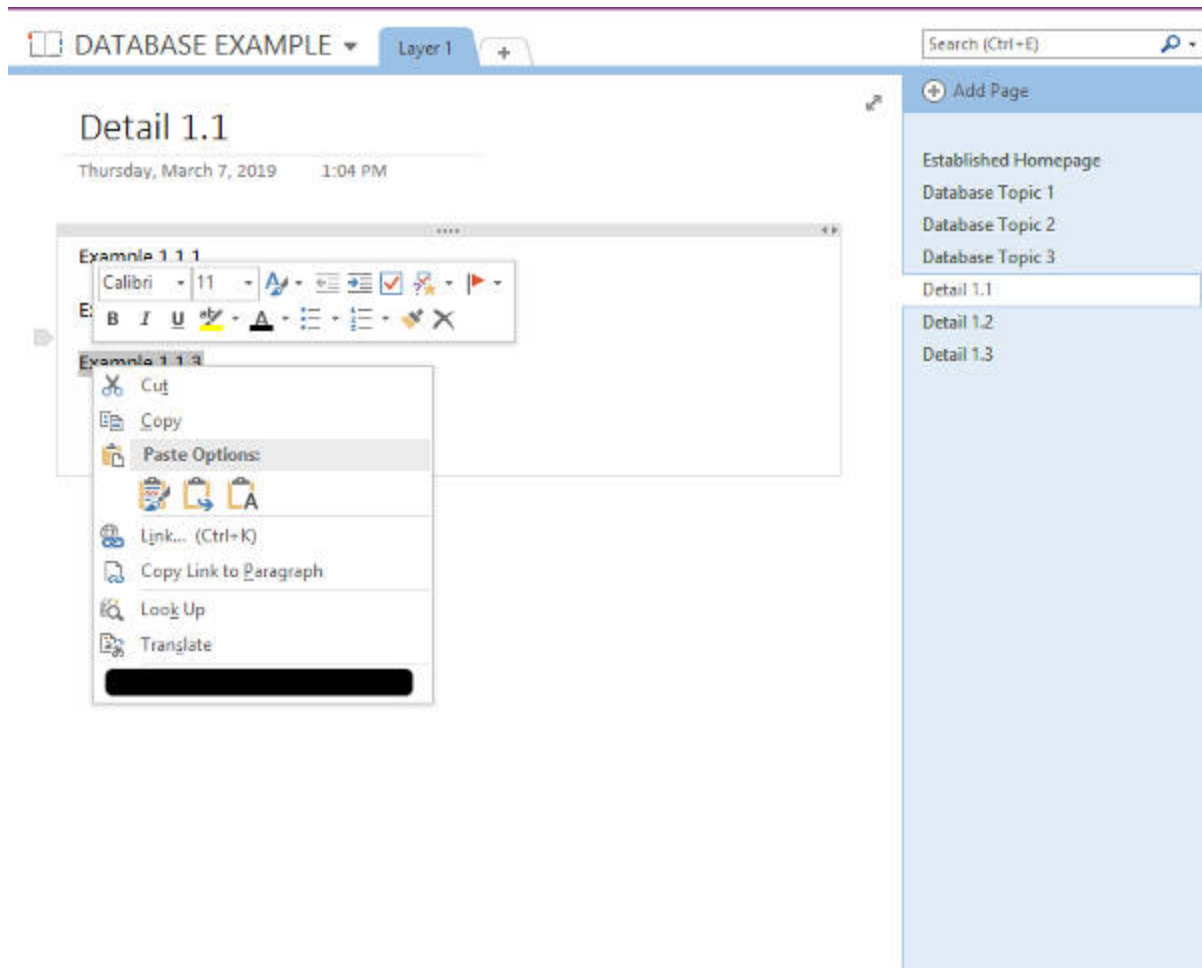 DATABASE EXAMPLE
Layer 1
+
Search (Ctrl+E)
Add Page
Detail 1.1
Thursday, March 7, 2019 1:04 PM
Established Homepage
Database Topic 1
Database Topic 2
Database Topic 3
Detail 1.1
Detail 1.2
Detail 1.3
Example 1.1.1
Calibri 11
B I U aby A
Example 1.1.3
Cut
Copy
Paste Options:
Link... (Ctrl+K)
Copy Link to Paragraph
Look Up
Translate